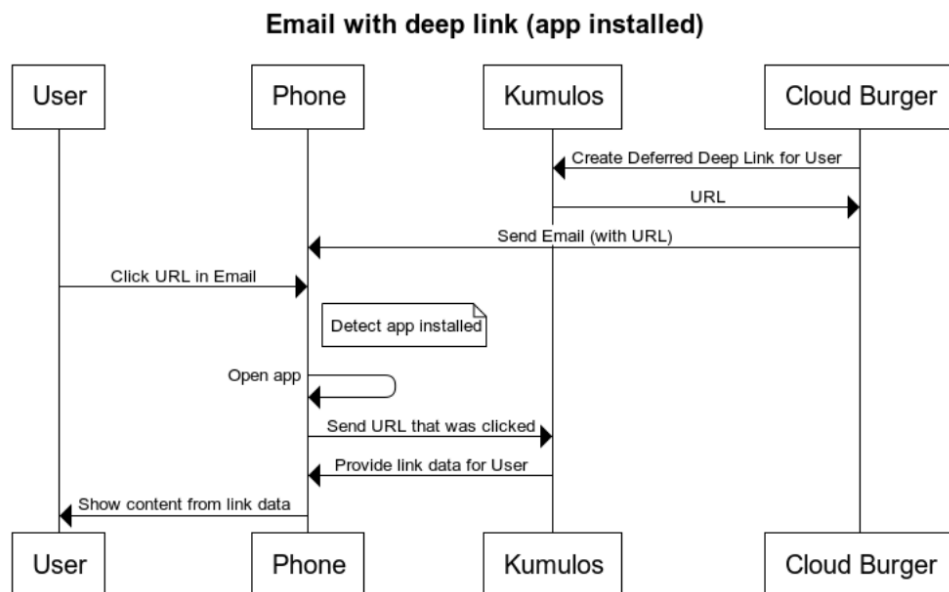 Email with deep link (app installed)
User Phone Kumulos Cloud Burger
Create Deferred Deep Link for User
URL
Send Email (with URL)
Click URL in Email
Detect app installed
Open app
Send URL that was clicked
Provide link data for User
Show content from link data
User Phone Kumulos Cloud Burger